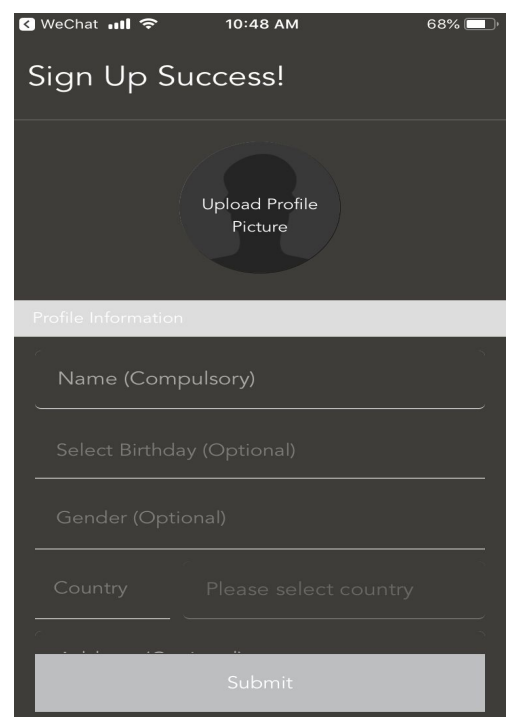 WeChat 10:48 AM 68%
Sign Up Success!
Upload Profile
Picture
Profile Information
Name (Compulsory)
Select Birthday (Optional)
Gender (Optional)
Country Please select country
Submit